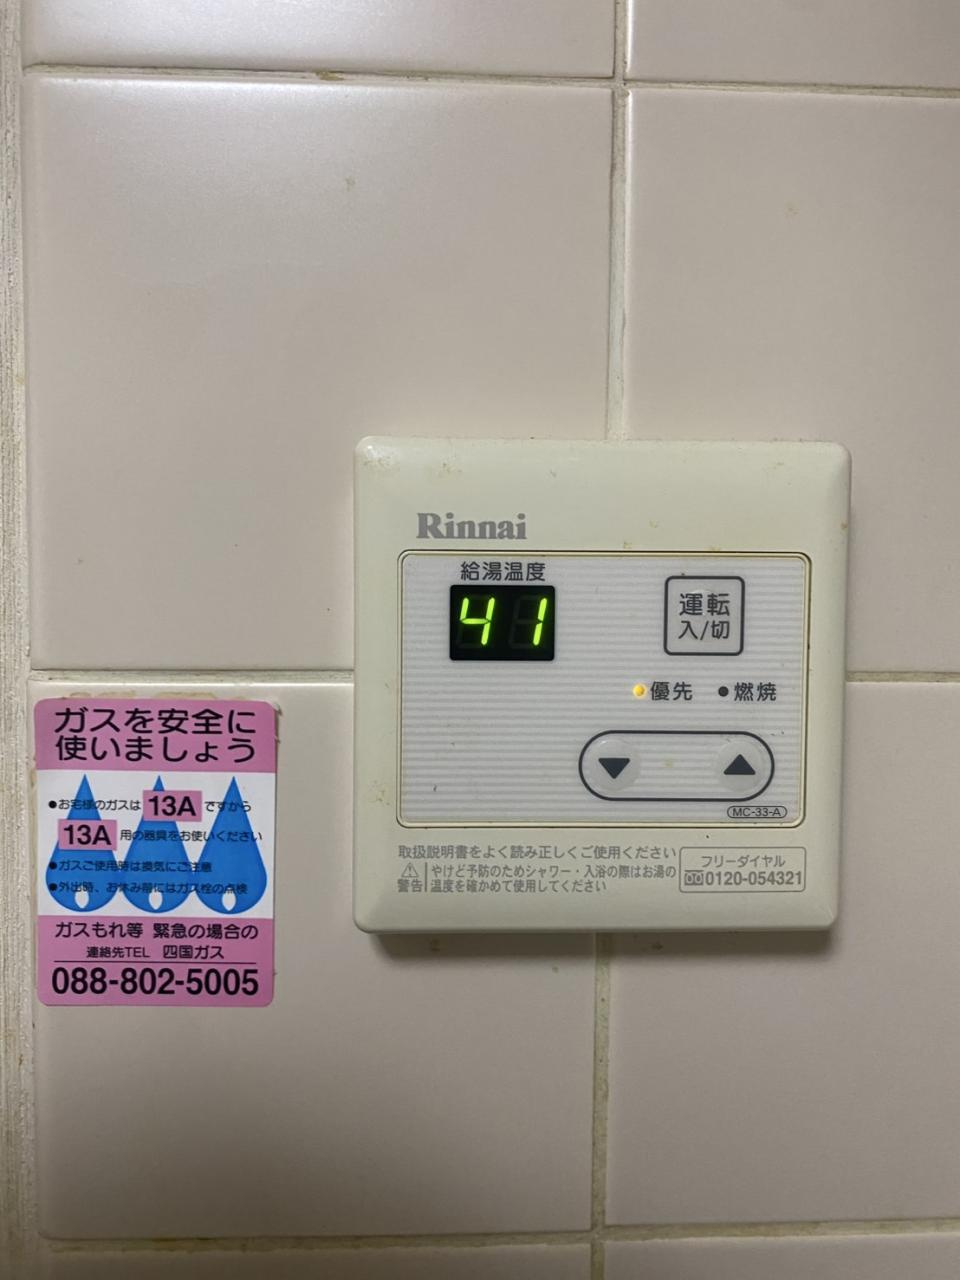 Rinnai
給湯温度
41
運転
入/切
優先 燃焼
▼ ▲
MC-33-A
取扱説明書をよく読み正しくご使用ください
警告 やけど予防のためシャワー・入浴の際はお湯の
温度を確かめて使用してください
フリーダイヤル
0120-054321
ガスを安全に
使いましょう
●お宅様のガスは 13A ですから
13A 用の器具をお使いください
●ガスご使用時は換気にご注意
●外出時、お休み前にはガス栓の点検
ガスもれ等 緊急の場合の
連絡先TEL 四国ガス
088-802-5005